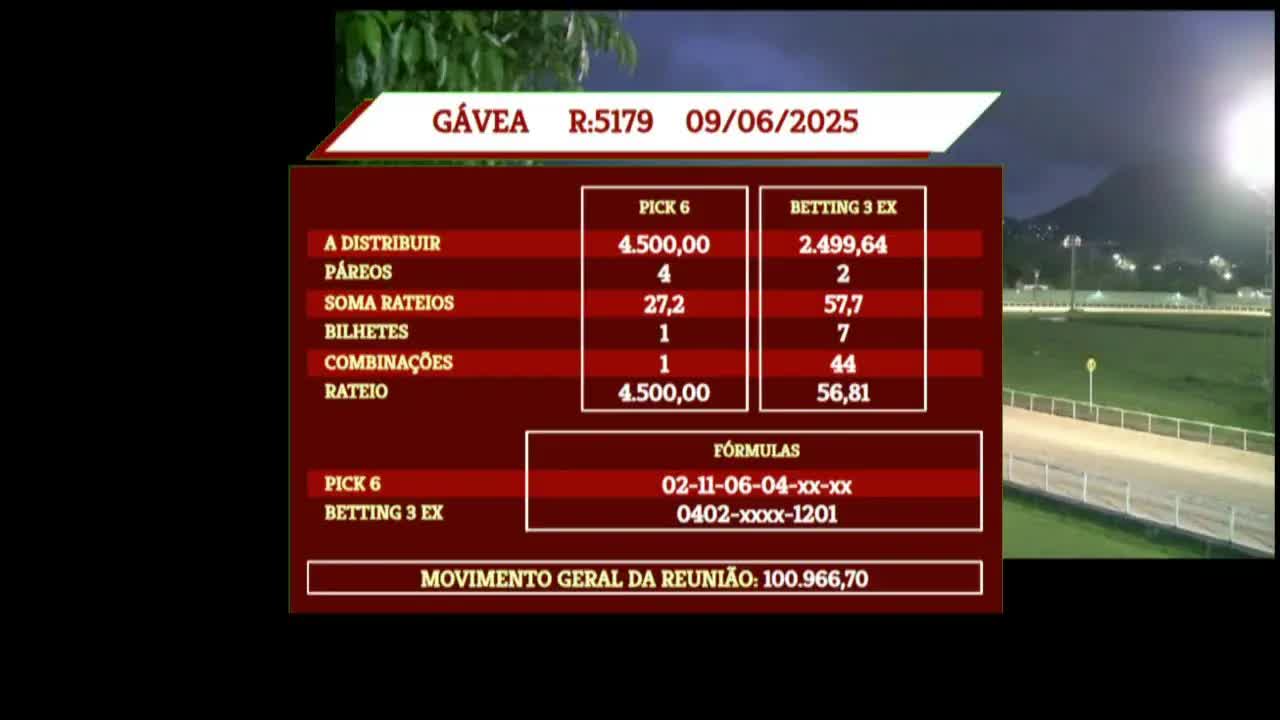 GÁVEA R:5179 09/06/2025
PICK 6 BETTING 3 EX
A DISTRIBUIR 4.500,00 2.499,64
PÁREOS 4 2
SOMA RATEIOS 27,2 57,7
BILHETES 1 7
COMBINAÇÕES 1 44
RATEIO 4.500,00 56,81
FÓRMULAS
PICK 6 02-11-06-04-xx-xx
BETTING 3 EX 0402-xxxx-1201
MOVIMENTO GERAL DA REUNIÃO: 100.966,70